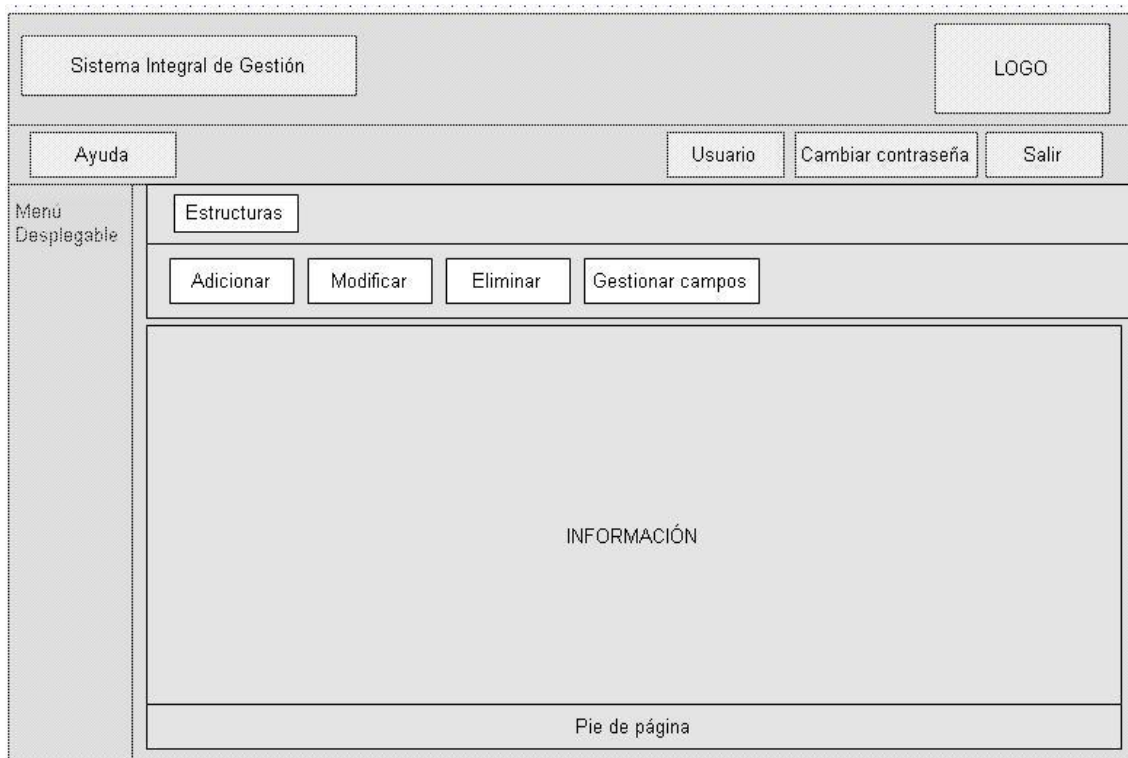 Sistema Integral de Gestión
LOGO
Ayuda
Usuario
Cambiar contraseña
Salir
Menú
Desplegable
Estructuras
Adicionar
Modificar
Eliminar
Gestionar campos
INFORMACIÓN
Pie de página